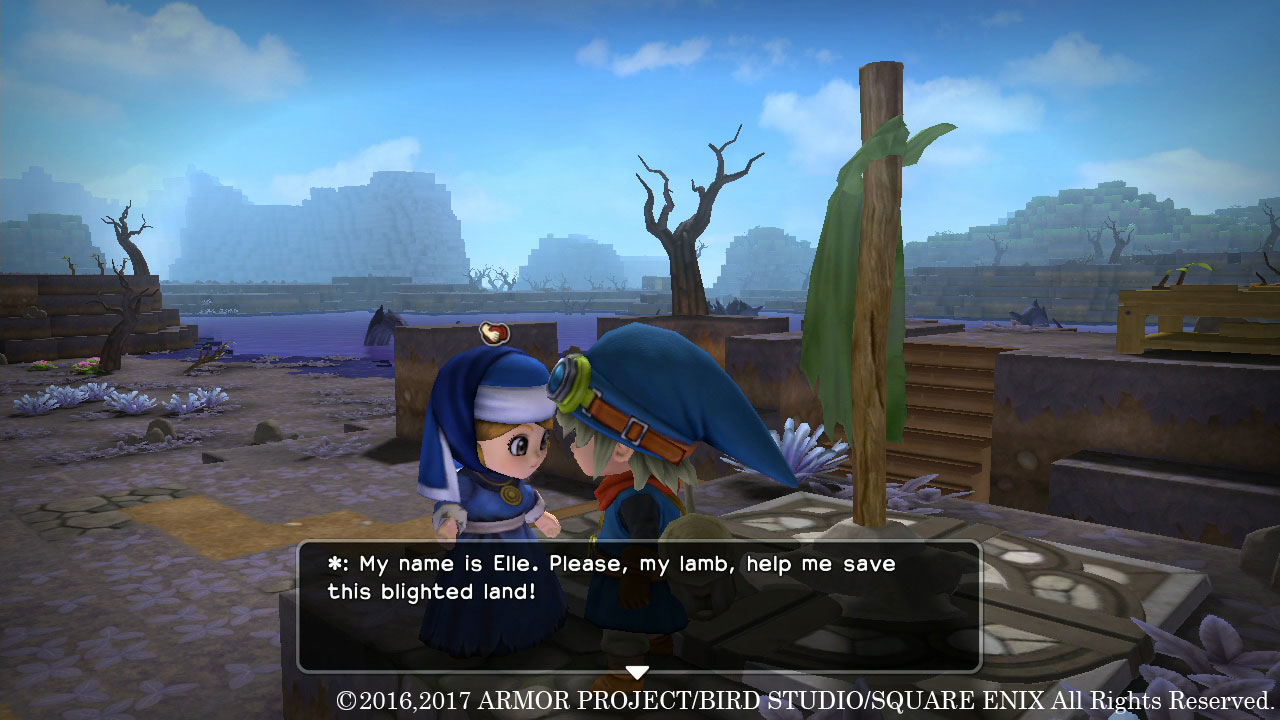 *: My name is Elle. Please, my lamb, help me save
this blighted land!
©2016,2017 ARMOR PROJECT/BIRD STUDIO/SQUARE ENIX All Rights Reserved.